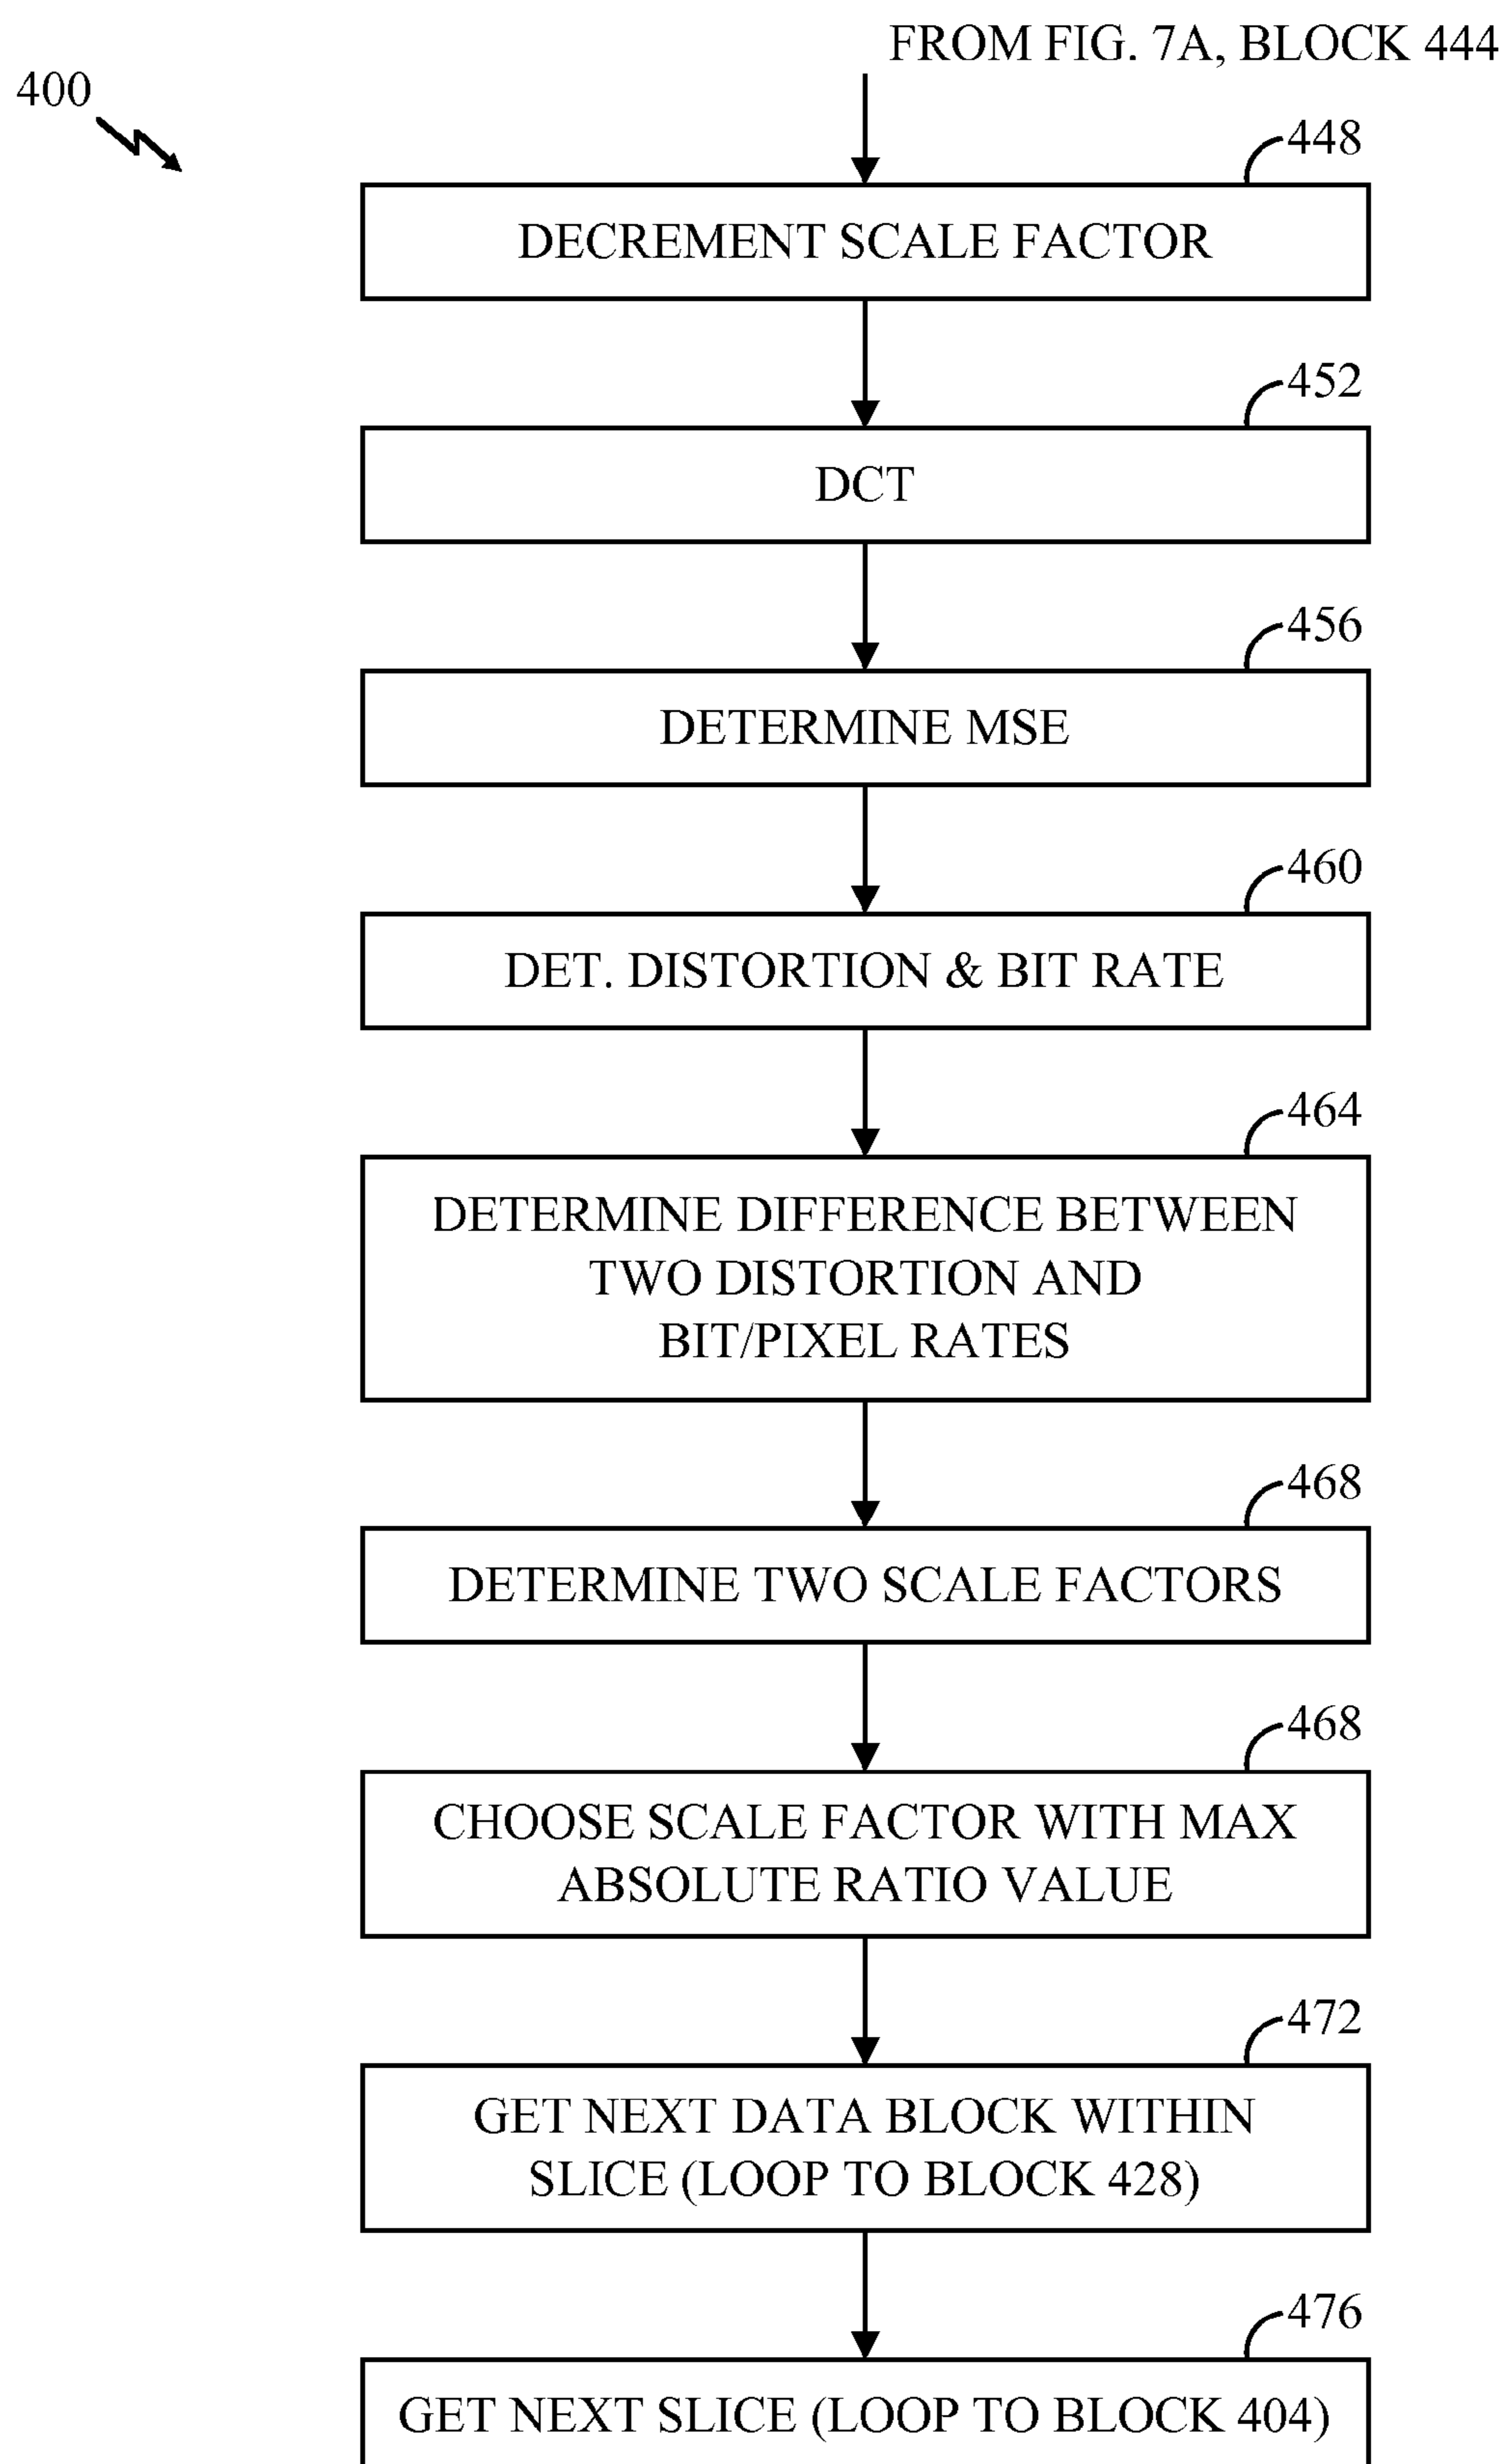 FROM FIG. 7A, BLOCK 444
400
448
DECREMENT SCALE FACTOR
452
DCT
456
DETERMINE MSE
460
DET. DISTORTION & BIT RATE
464
DETERMINE DIFFERENCE BETWEEN
TWO DISTORTION AND
BIT/PIXEL RATES
468
DETERMINE TWO SCALE FACTORS
468
CHOOSE SCALE FACTOR WITH MAX
ABSOLUTE RATIO VALUE
472
GET NEXT DATA BLOCK WITHIN
SLICE (LOOP TO BLOCK 428)
476
GET NEXT SLICE (LOOP TO BLOCK 404)